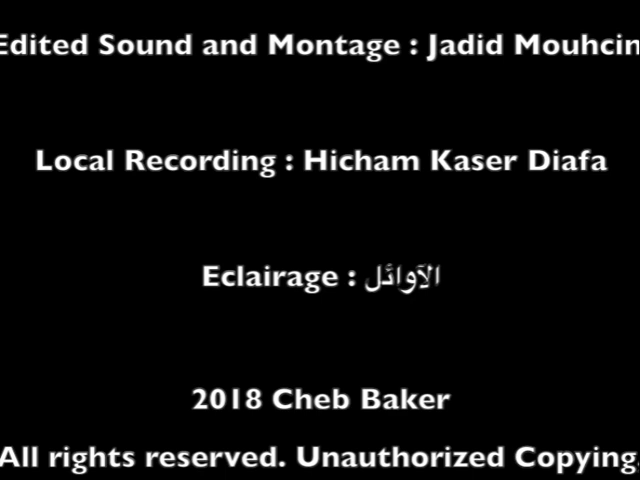 Edited Sound and Montage : Jadid Mouhcin
Local Recording : Hicham Kaser Diafa
Eclairage : الآوائل
2018 Cheb Baker
All rights reserved. Unauthorized Copying,